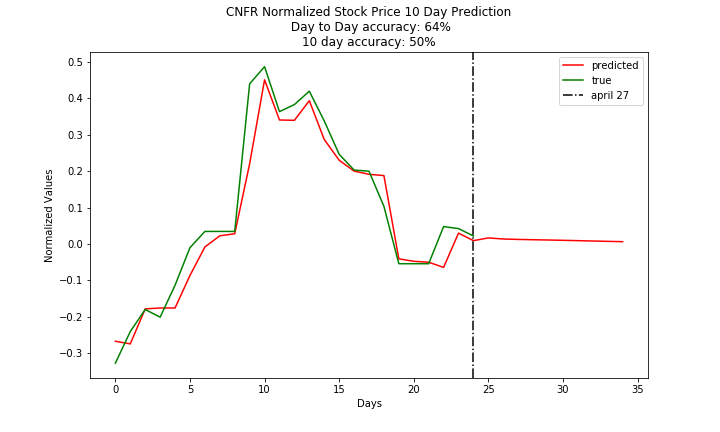 CNFR Normalized Stock Price 10 Day Prediction
Day to Day accuracy: 64%
10 day accuracy: 50%
predicted
true
april 27
Normalized Values
0.5
0.4
0.3
0.2
0.1
0.0
−0.1
−0.2
−0.3
0 5 10 15 20 25 30 35
Days